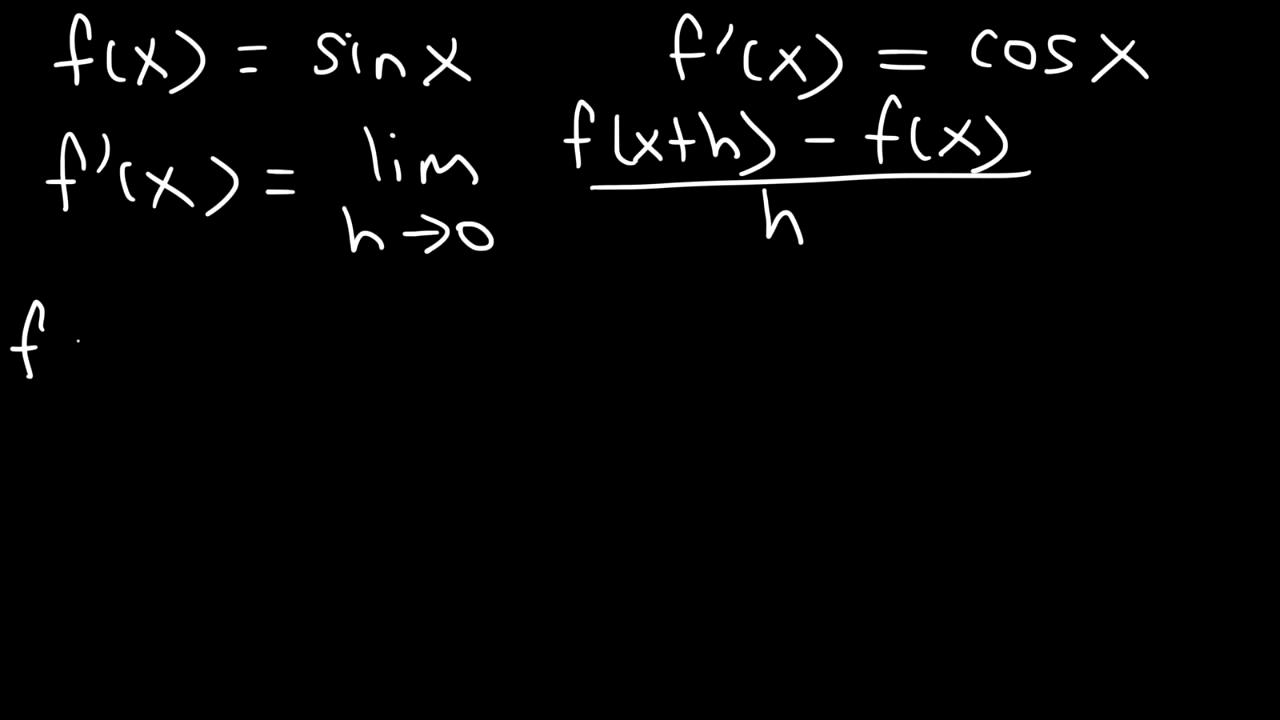 f(x) = sin x f'(x) = cos x
f'(x) = lim h→0 f(x+h) - f(x) / h
f